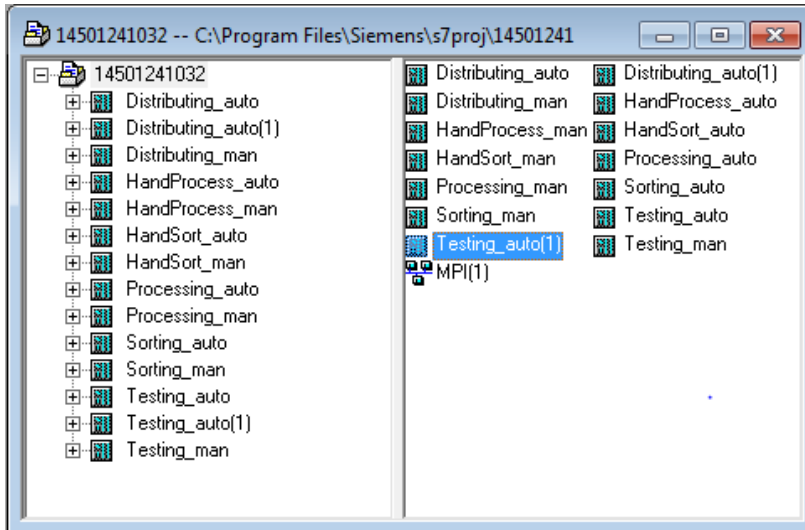 14501241032 -- C:\Program Files\Siemens\s7proj\14501241
14501241032
Distributing_auto
Distributing_auto(1)
Distributing_man
HandProcess_auto
HandProcess_man
HandSort_auto
HandSort_man
Processing_auto
Processing_man
Sorting_auto
Sorting_man
Testing_auto
Testing_auto(1)
Testing_man
Distributing_auto Distributing_auto(1)
Distributing_man HandProcess_auto
HandProcess_man HandSort_auto
HandSort_man Processing_auto
Processing_man Sorting_auto
Sorting_man Testing_auto
Testing_auto(1) Testing_man
MPI(1)